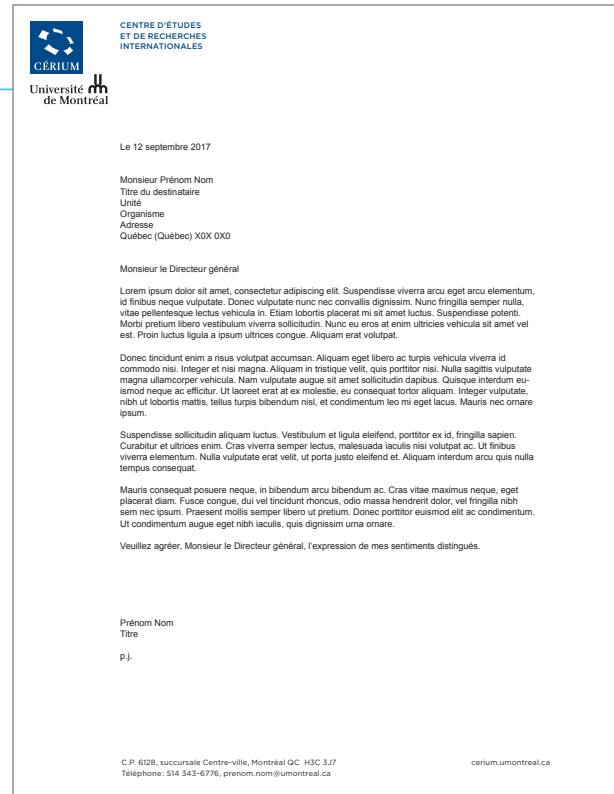 CENTRE D'ÉTUDES
ET DE RECHERCHES
INTERNATIONALES
CÉRIUM
Université
de Montréal
Le 12 septembre 2017
Monsieur Prénom Nom
Titre du destinataire
Unité
Organisme
Adresse
Québec (Québec) X0X 0X0
Monsieur le Directeur général
Lorem ipsum dolor sit amet, consectetur adipiscing elit. Suspendisse viverra arcu eget arcu elementum,
id finibus neque vulputate. Donec vulputate nunc nec convallis dignissim. Nunc fringilla semper nulla,
vitae pellentesque lectus vehicula in. Etiam lobortis placerat mi sit amet luctus. Suspendisse potenti.
Morbi pretium libero vestibulum viverra sollicitudin. Nunc eu eros at enim ultricies vehicula sit amet vel
est. Proin luctus ligula a ipsum ultrices congue. Aliquam erat volutpat.
Donec tincidunt enim a risus volutpat accumsan. Aliquam eget libero ac turpis vehicula viverra id
commodo nisi. Integer et nisi magna. Aliquam in tristique velit, quis porttitor nisi. Nulla sagittis vulputate
magna ullamcorper vehicula. Nam vulputate augue sit amet sollicitudin dapibus. Quisque interdum eu-
ismod neque ac efficitur. Ut laoreet erat at ex molestie, eu consequat tortor aliquam. Integer vulputate,
nibh ut lobortis mattis, tellus turpis bibendum nisl, et condimentum leo mi eget lacus. Mauris nec ornare
ipsum.
Suspendisse sollicitudin aliquam luctus. Vestibulum et ligula eleifend, porttitor ex id, fringilla sapien.
Curabitur et ultrices enim. Cras viverra semper lectus, malesuada iaculis nisi volutpat ac. Ut finibus
viverra elementum. Nulla vulputate erat velit, ut porta justo eleifend et. Aliquam interdum arcu quis nulla
tempus consequat.
Mauris consequat posuere neque, in bibendum arcu bibendum ac. Cras vitae maximus neque, eget
placerat diam. Fusce congue, dui vel tincidunt rhoncus, odio massa hendrerit dolor, vel fringilla nibh
sem nec ipsum. Praesent mollis semper libero ut pretium. Donec porttitor euismod elit ac condimentum.
Ut condimentum augue eget nibh iaculis, quis dignissim urna ornare.
Veuillez agréer, Monsieur le Directeur général, l'expression de mes sentiments distingués.
Prénom Nom
Titre
p.j.
C.P. 6128, succursale Centre-ville, Montréal QC H3C 3J7
cerium.umontreal.ca
Téléphone: 514 343-6776, prenom.nom@umontreal.ca